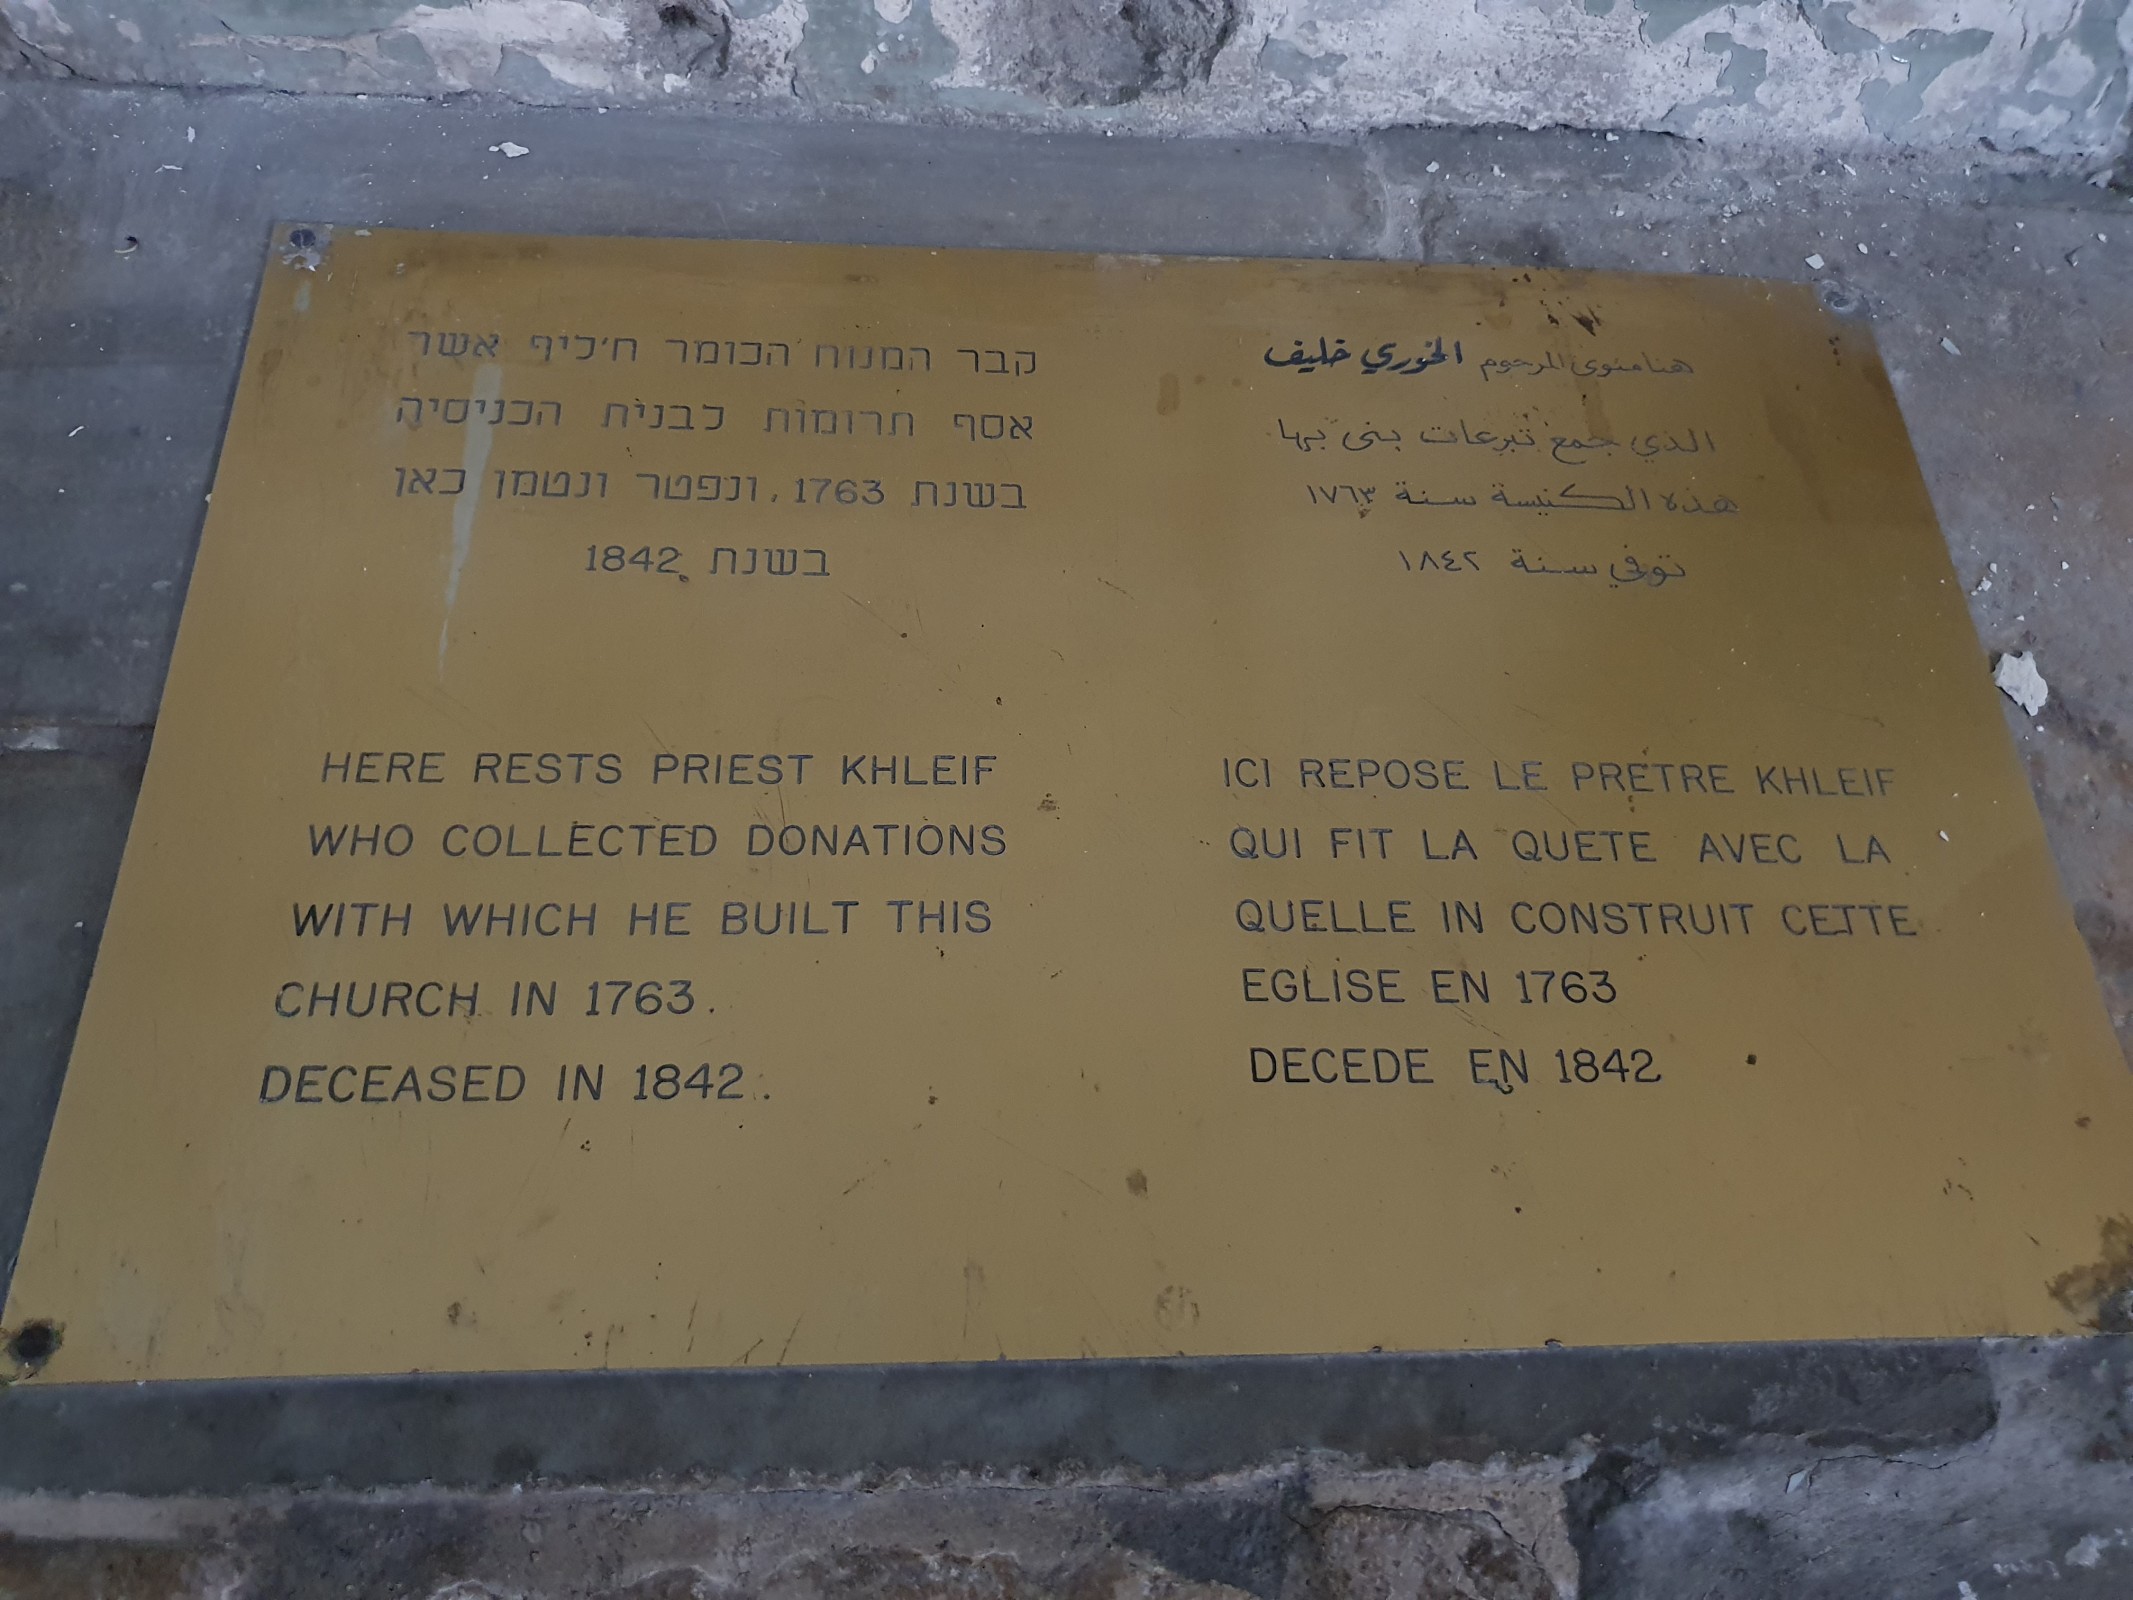 קבר המנוח הכומר ח'ליף אשר
אסף תרומות לבנית הכניסיה
בשנת 1763, ונפטר ונטמן כאן
בשנת 1842
هنا مثوى المرحوم الخوري خليف
الذي جمع تبرعات بنى بها
هذه الكنيسة سنة ١٧٦٣
توفي سنة ١٨٤٢
HERE RESTS PRIEST KHLEIF
WHO COLLECTED DONATIONS
WITH WHICH HE BUILT THIS
CHURCH IN 1763.
DECEASED IN 1842.
ICI REPOSE LE PRETRE KHLEIF
QUI FIT LA QUETE AVEC LA
QUELLE IN CONSTRUIT CETTE
EGLISE EN 1763
DECEDE EN 1842